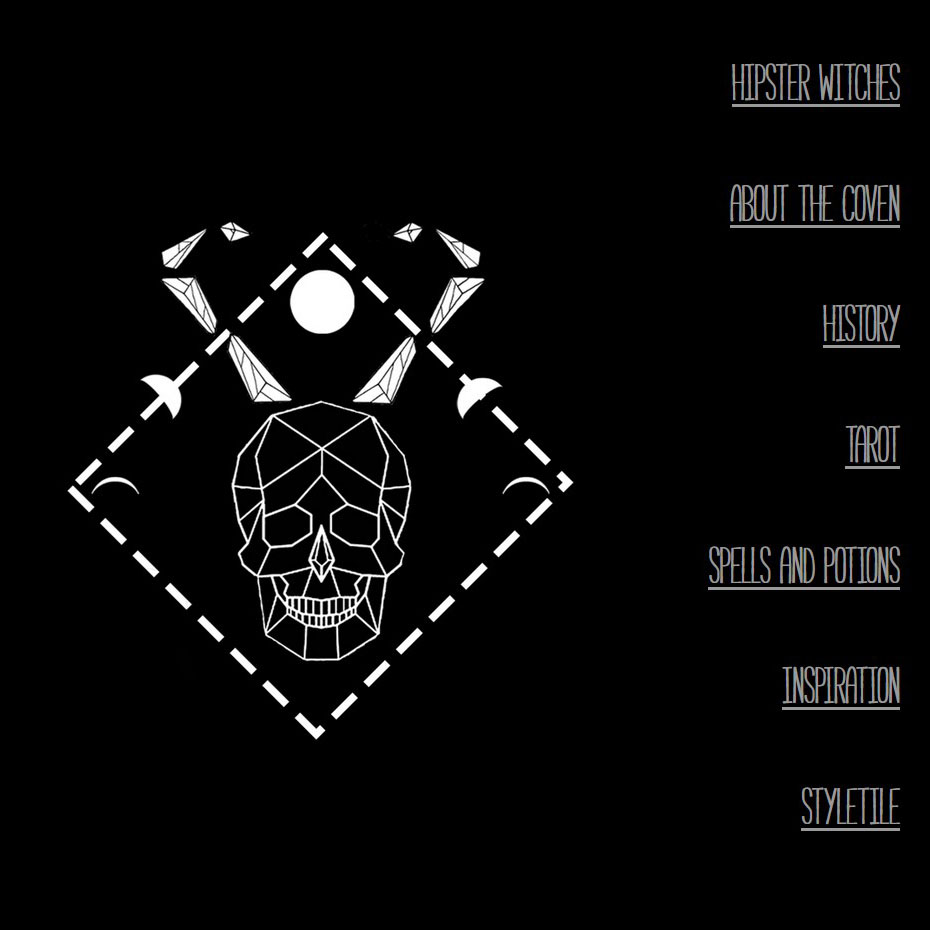 HIPSTER WITCHES
ABOUT THE COVEN
HISTORY
TAROT
SPELLS AND POTIONS
INSPIRATION
STYLETILE